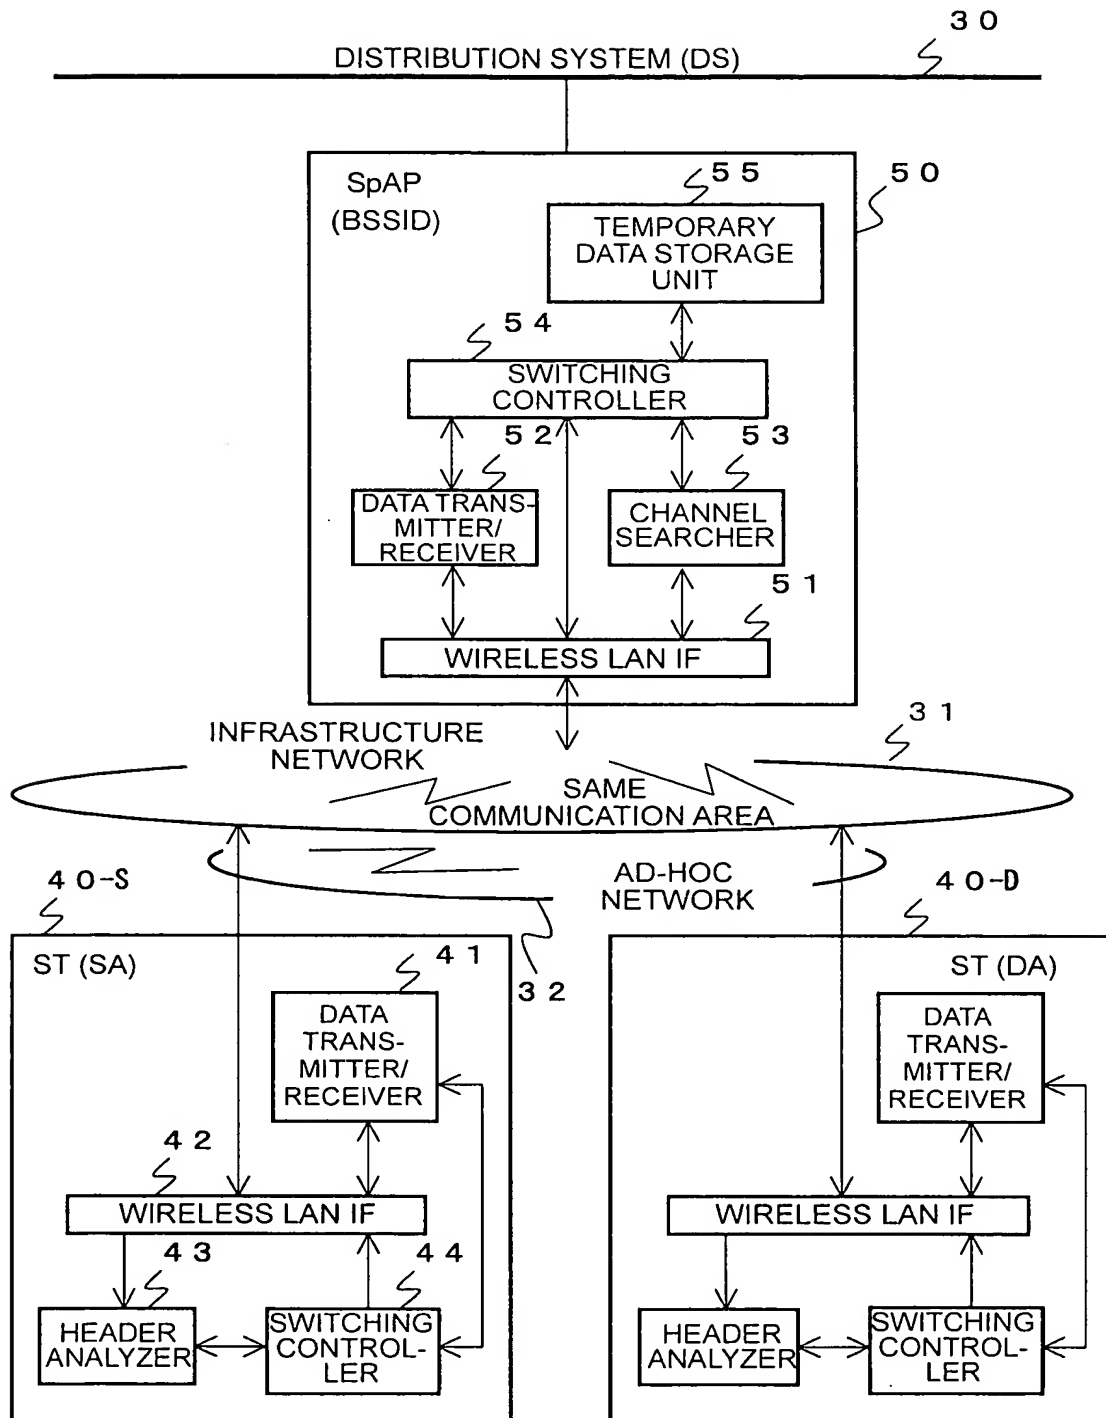 30
DISTRIBUTION SYSTEM (DS)
SpAP
(BSSID)
55
50
TEMPORARY
DATA STORAGE
UNIT
54
SWITCHING
CONTROLLER
52
53
DATA TRANS-
MITTER/
RECEIVER
CHANNEL
SEARCHER
51
WIRELESS LAN IF
INFRASTRUCTURE
NETWORK
31
SAME
COMMUNICATION AREA
AD-HOC
NETWORK
40-S
40-D
32
ST (SA)
41
DATA
TRANS-
MITTER/
RECEIVER
42
WIRELESS LAN IF
43
44
HEADER
ANALYZER
SWITCHING
CONTROL-
LER
ST (DA)
DATA
TRANS-
MITTER/
RECEIVER
WIRELESS LAN IF
HEADER
ANALYZER
SWITCHING
CONTROL-
LER